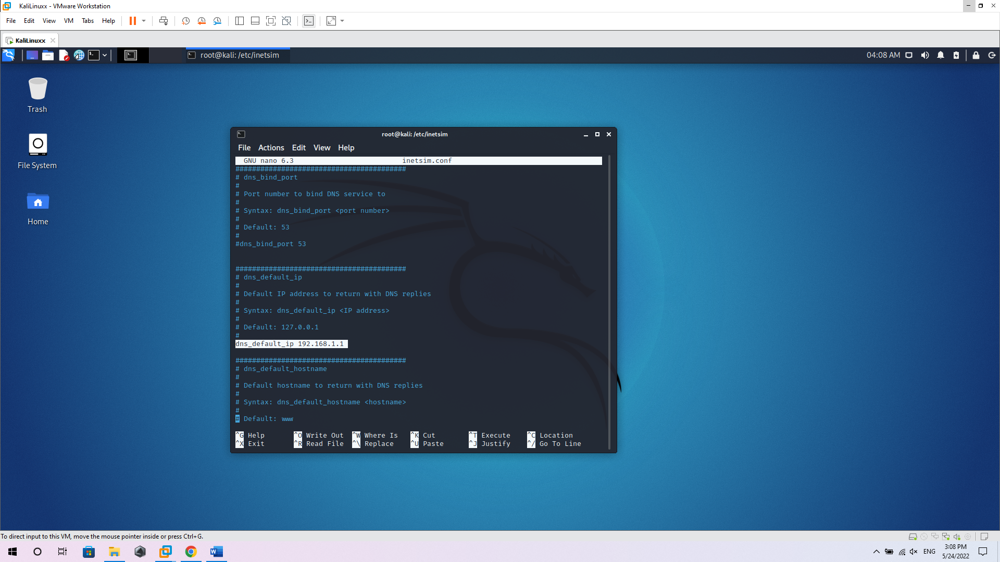 KaliLinuxx - VMware Workstation
File Edit View VM Tabs Help
KaliLinuxx
root@kali: /etc/inetsim
04:08 AM
Trash
File System
Home
root@kali: /etc/inetsim
File Actions Edit View Help
GNU nano 6.3 inetsim.conf
#########################################
# dns_bind_port
#
# Port number to bind DNS service to
#
# Syntax: dns_bind_port <port number>
#
# Default: 53
#
#dns_bind_port 53
#########################################
# dns_default_ip
#
# Default IP address to return with DNS replies
#
# Syntax: dns_default_ip <IP address>
#
# Default: 127.0.0.1
#
dns_default_ip 192.168.1.1
#########################################
# dns_default_hostname
#
# Default hostname to return with DNS replies
#
# Syntax: dns_default_hostname <hostname>
#
# Default: www
^G Help ^O Write Out ^W Where Is ^K Cut ^T Execute ^C Location
^X Exit ^R Read File ^\ Replace ^U Paste ^J Justify ^/ Go To Line
To direct input to this VM, move the mouse pointer inside or press Ctrl+G.
W
ENG
3:08 PM
5/24/2022